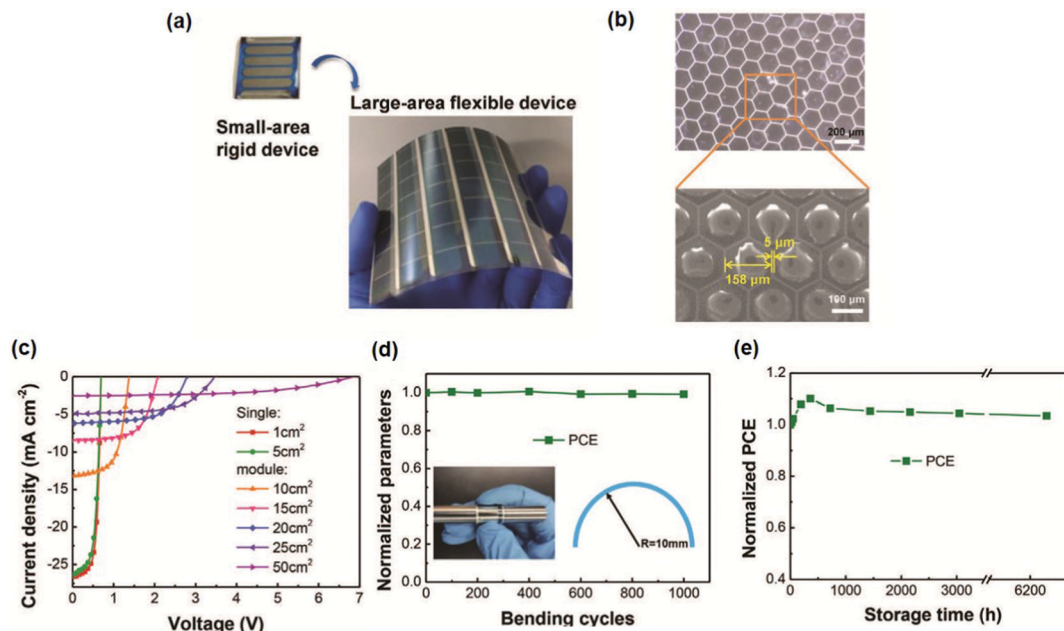 (a)
Small-area
rigid device
Large-area flexible device
(b)
200 µm
5 µm
158 µm
100 µm
(c)
Current density (mA cm⁻²)
0
-5
-10
-15
-20
-25
Single:
1cm²
5cm²
module:
10cm²
15cm²
20cm²
25cm²
50cm²
0 1 2 3 4 5 6 7
Voltage (V)
(d)
Normalized parameters
1.0
0.8
0.6
0.4
0.2
0.0
PCE
R=10mm
0 200 400 600 800 1000
Bending cycles
(e)
Normalized PCE
1.2
1.0
0.8
0.6
0.4
PCE
0 1000 2000 3000 6200
Storage time (h)